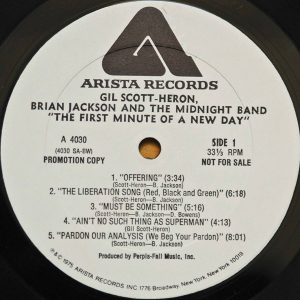 ARISTA RECORDS
GIL SCOTT-HERON,
BRIAN JACKSON AND THE MIDNIGHT BAND
"THE FIRST MINUTE OF A NEW DAY"
A 4030
(4030 SA-BW)
PROMOTION COPY
SIDE 1
33⅓ RPM
NOT FOR SALE
1. "OFFERING" (3:34)
(Scott-Heron—B. Jackson)
2. "THE LIBERATION SONG (Red, Black and Green)" (6:18)
(Scott-Heron—B. Jackson)
3. "MUST BE SOMETHING" (5:16)
(Scott-Heron—B. Jackson—D. Bowens)
4. "AIN'T NO SUCH THING AS SUPERMAN" (4:13)
(Gil Scott-Heron)
5. "PARDON OUR ANALYSIS (We Beg Your Pardon)" (8:01)
(Scott-Heron—B. Jackson)
Produced by Perpis-Fall Music, Inc.
℗ & © 1975 ARISTA RECORDS INC 1776 Broadway, New York, New York 10019